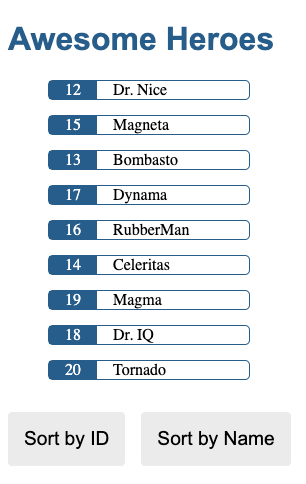 Awesome Heroes
12 Dr. Nice
15 Magneta
13 Bombasto
17 Dynama
16 RubberMan
14 Celeritas
19 Magma
18 Dr. IQ
20 Tornado
Sort by ID Sort by Name